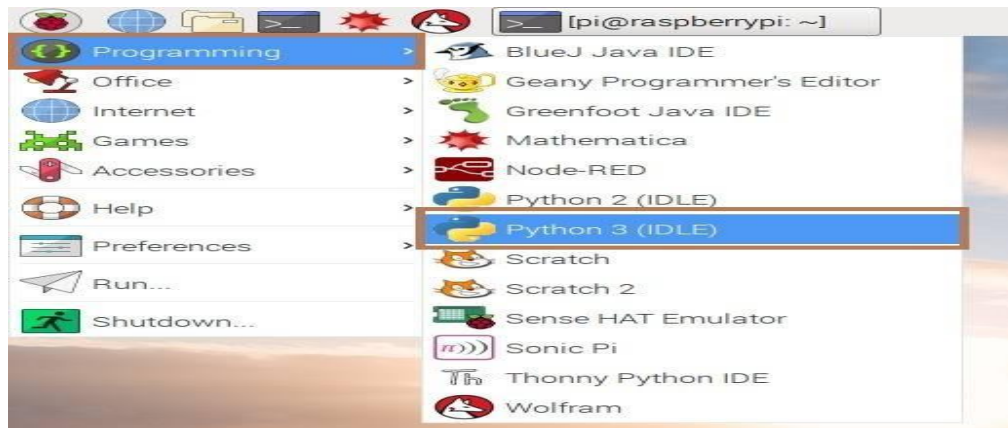 [pi@raspberrypi: ~]
Programming
Office
Internet
Games
Accessories
Help
Preferences
Run...
Shutdown...
BlueJ Java IDE
Geany Programmer's Editor
Greenfoot Java IDE
Mathematica
Node-RED
Python 2 (IDLE)
Python 3 (IDLE)
Scratch
Scratch 2
Sense HAT Emulator
Sonic Pi
Thonny Python IDE
Wolfram